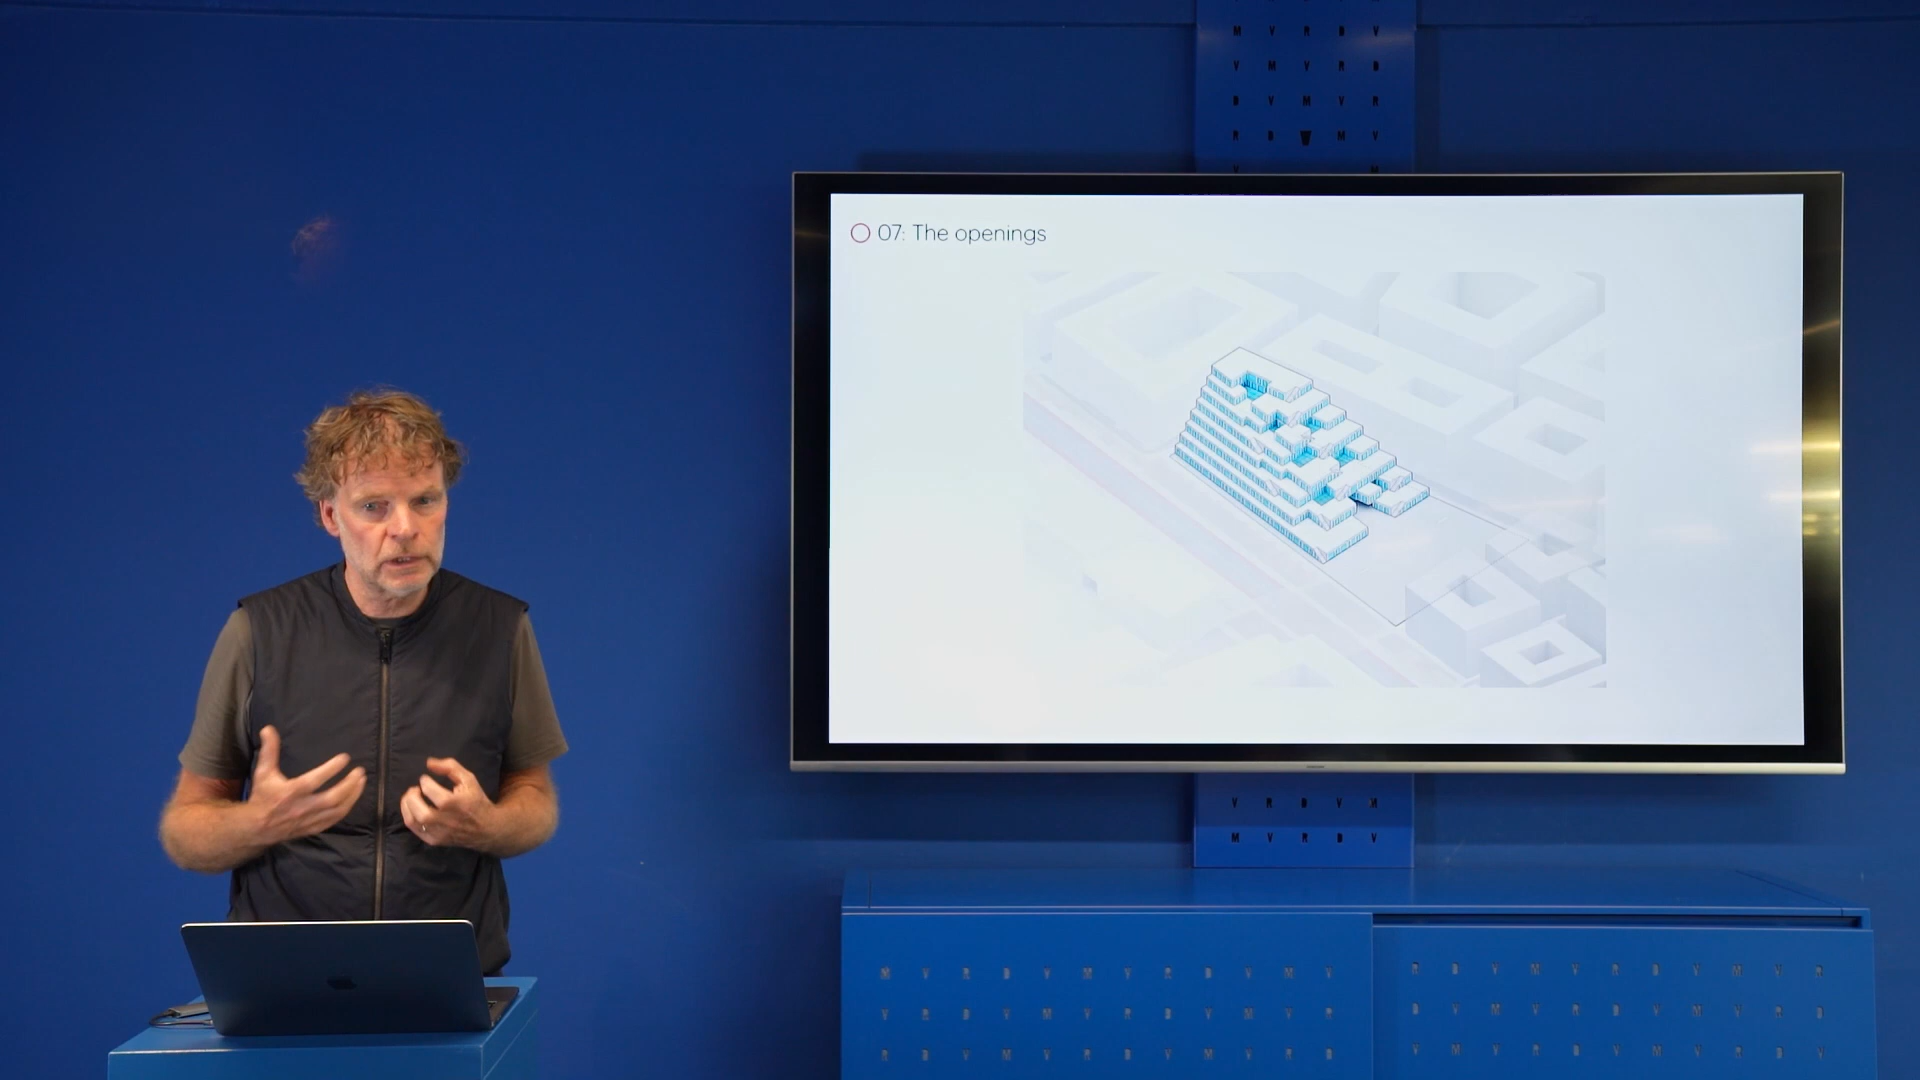 M V R D V
V M V R D
D V M V R
R D V M V
07: The openings
V R D V M
M V R D V
M V R D V M V R D V M V
V R D V M V R D V M V R
R D V M V R D V M V R D
R D V M V R D V M V R
D V M V R D V M V R D
V M V R D V M V R D V